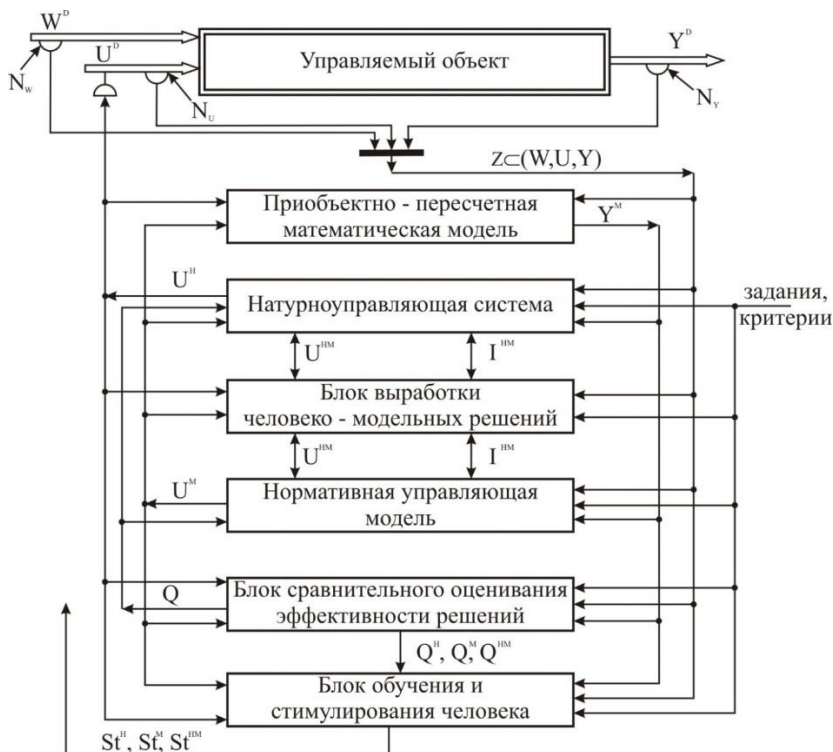 W^D
U^D
Управляемый объект
Y^D
N_W
N_U
N_Y
Z⊂(W,U,Y)
Приобъектно - пересчетная
математическая модель
Y^M
U^H
Натурноуправляющая система
задания,
критерии
U^HM
I^HM
Блок выработки
человеко - модельных решений
U^HM
I^HM
U^M
Нормативная управляющая
модель
Q
Блок сравнительного оценивания
эффективности решений
Q^H, Q^M, Q^HM
Блок обучения и
стимулирования человека
St^H, St^M, St^HM